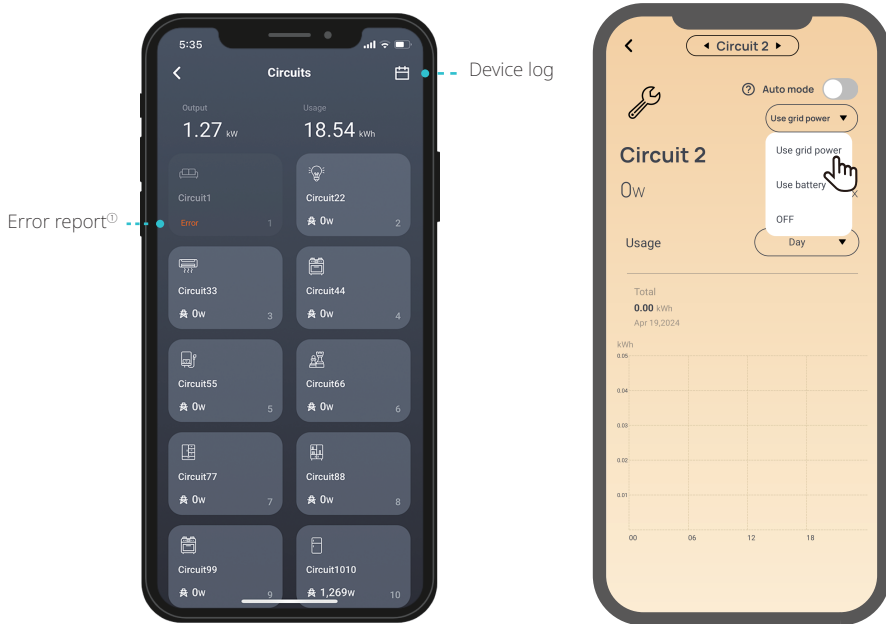 5:35
Circuits
Device log
Output
Usage
1.27 kW
18.54 kWh
Circuit1
Error
1
Circuit22
0w
2
Error report①
Circuit33
0w
3
Circuit44
0w
4
Circuit55
0w
5
Circuit66
0w
6
Circuit77
0w
7
Circuit88
0w
8
Circuit99
0w
9
Circuit1010
1,269w
10
Circuit 2
Auto mode
Use grid power
Use grid power
Use battery
OFF
Circuit 2
0w
x
Usage
Day
Total
0.00 kWh
Apr 19,2024
kWh
0.05
0.04
0.03
0.02
0.01
00 06 12 18